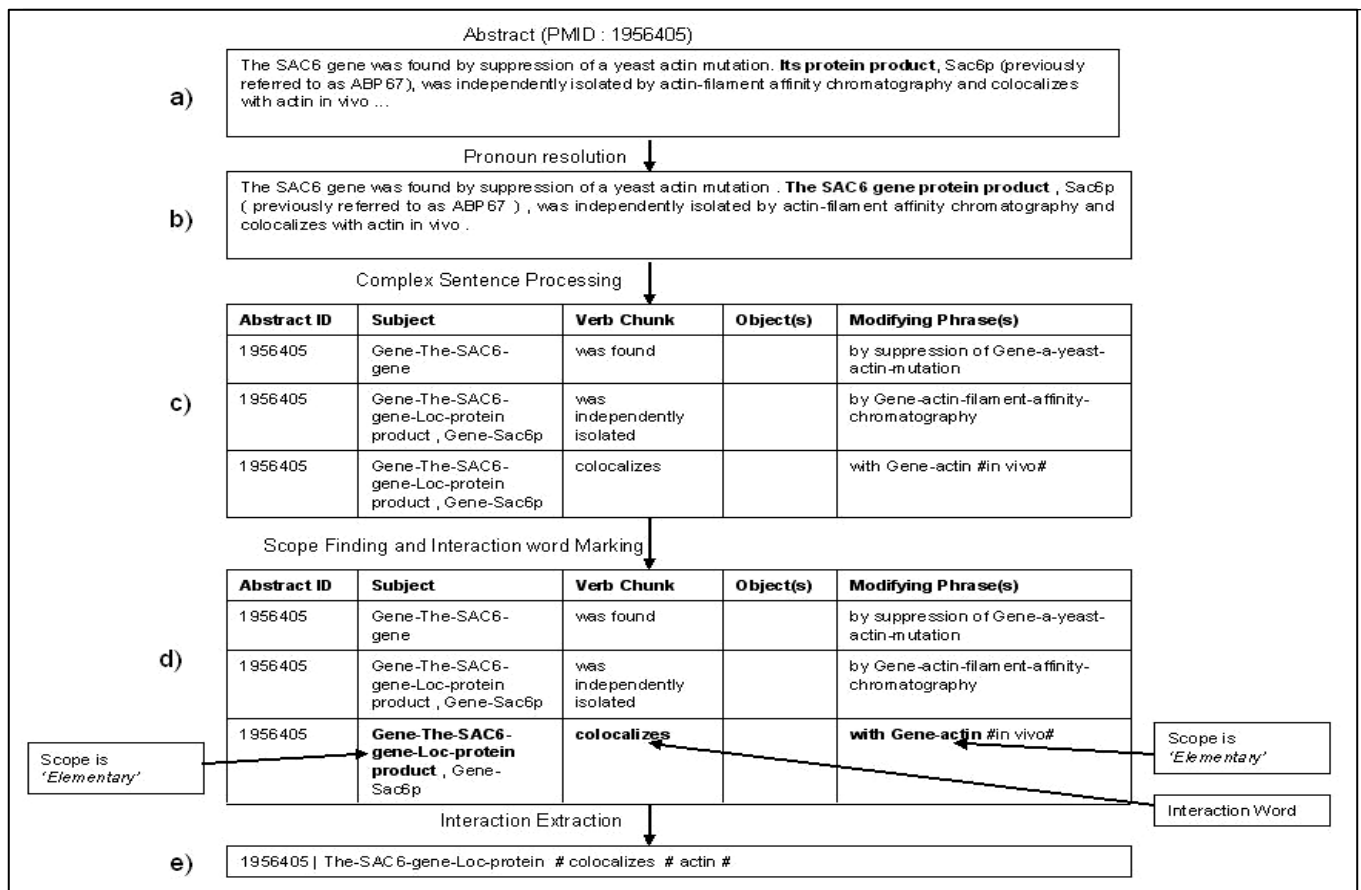 Abstract (PMID : 1956405)
a)
The SAC6 gene was found by suppression of a yeast actin mutation. Its protein product, Sac6p (previously
referred to as ABP67), was independently isolated by actin-filament affinity chromatography and colocalizes
with actin in vivo ...
Pronoun resolution
b)
The SAC6 gene was found by suppression of a yeast actin mutation . The SAC6 gene protein product , Sac6p
( previously referred to as ABP67 ) , was independently isolated by actin-filament affinity chromatography and
colocalizes with actin in vivo .
Complex Sentence Processing
c)
Abstract ID Subject Verb Chunk Object(s) Modifying Phrase(s)
1956405 Gene-The-SAC6- was found by suppression of Gene-a-yeast-
gene actin-mutation
1956405 Gene-The-SAC6- was by Gene-actin-filament-affinity-
gene-Loc-protein independently chromatography
product , Gene-Sac6p isolated
1956405 Gene-The-SAC6- colocalizes with Gene-actin #in vivo#
gene-Loc-protein
product , Gene-Sac6p
Scope Finding and Interaction word Marking
d)
Abstract ID Subject Verb Chunk Object(s) Modifying Phrase(s)
1956405 Gene-The-SAC6- was found by suppression of Gene-a-yeast-
gene actin-mutation
1956405 Gene-The-SAC6- was by Gene-actin-filament-affinity-
gene-Loc-protein independently chromatography
product , Gene-Sac6p isolated
1956405 Gene-The-SAC6- colocalizes with Gene-actin #in vivo#
gene-Loc-protein
product , Gene-
Sac6p
Scope is
'Elementary'
Scope is
'Elementary'
Interaction Word
Interaction Extraction
e)
1956405 | The-SAC6-gene-Loc-protein # colocalizes # actin #